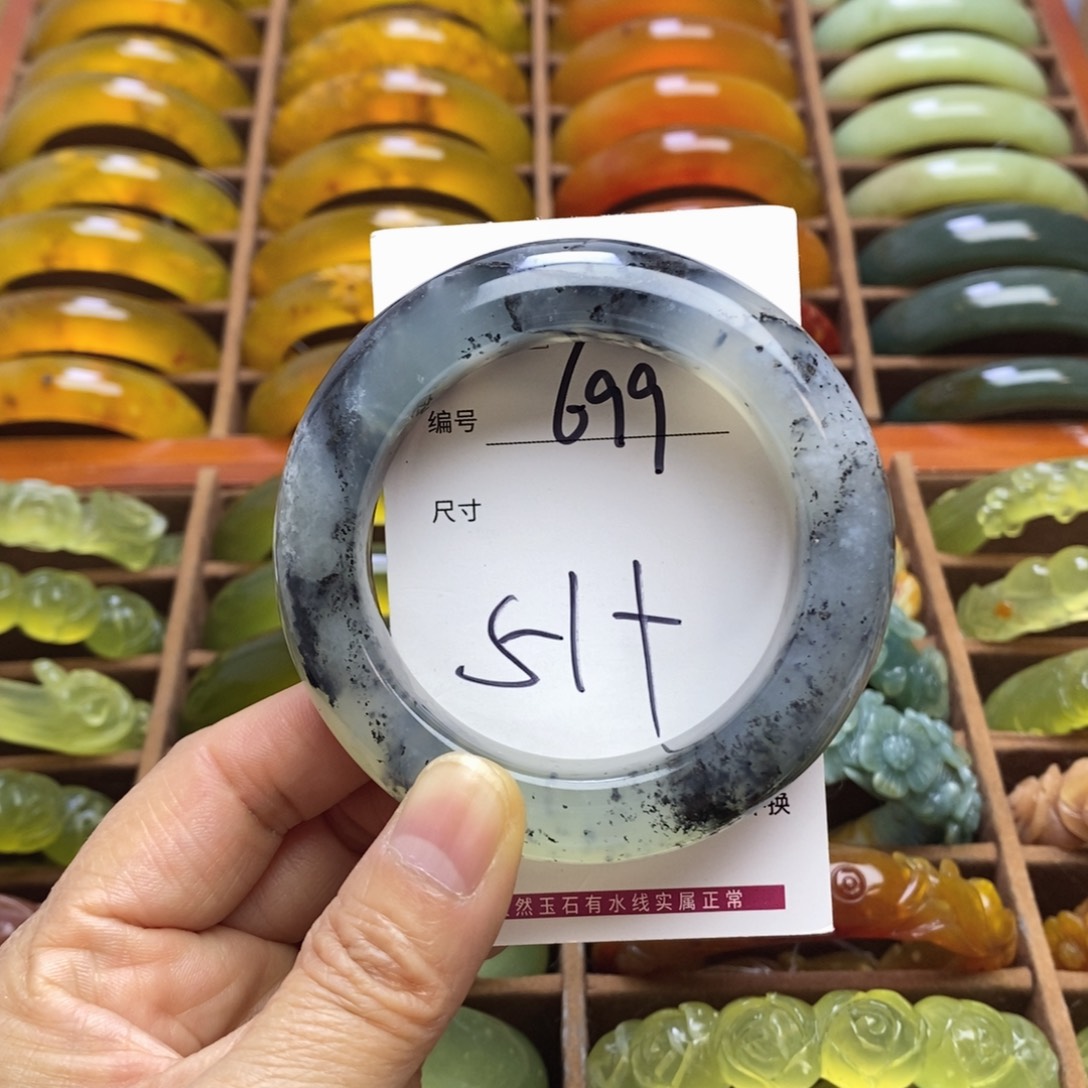 编号 699
尺寸
51+
换
然玉石有水线实属正常